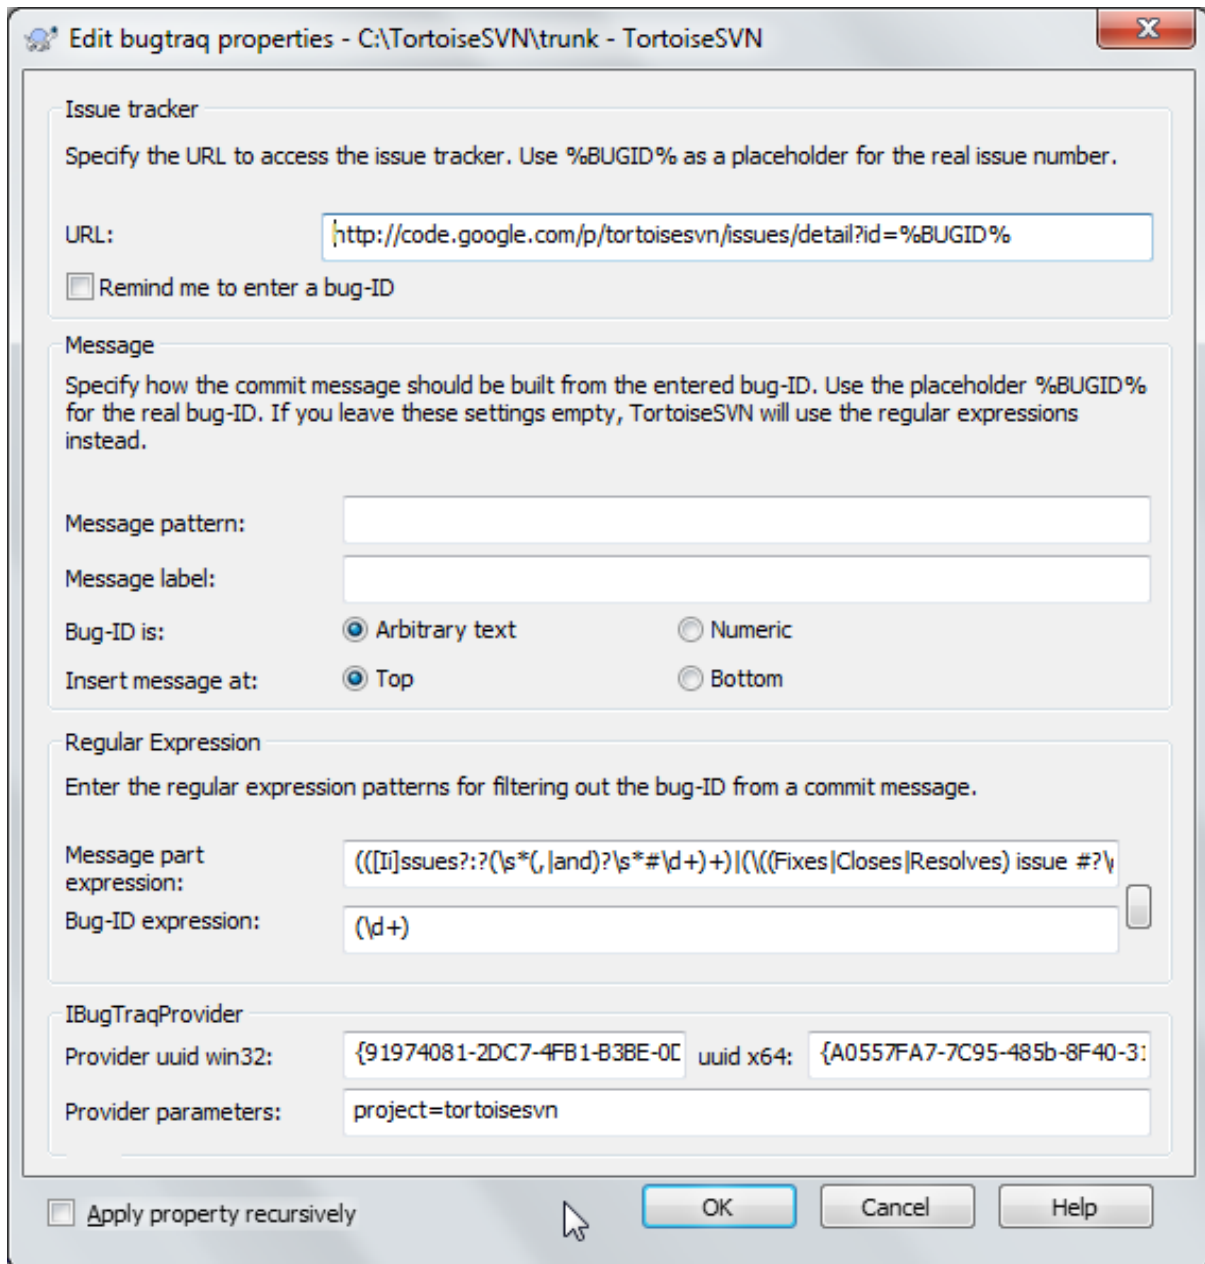 Edit bugtraq properties - C:\TortoiseSVN\trunk - TortoiseSVN
Issue tracker
Specify the URL to access the issue tracker. Use %BUGID% as a placeholder for the real issue number.
URL: http://code.google.com/p/tortoisesvn/issues/detail?id=%BUGID%
Remind me to enter a bug-ID
Message
Specify how the commit message should be built from the entered bug-ID. Use the placeholder %BUGID%
for the real bug-ID. If you leave these settings empty, TortoiseSVN will use the regular expressions
instead.
Message pattern:
Message label:
Bug-ID is: Arbitrary text Numeric
Insert message at: Top Bottom
Regular Expression
Enter the regular expression patterns for filtering out the bug-ID from a commit message.
Message part
expression:
(([Ii]ssues?:?(\s*(,|and)?\s*#\d+)+)|(\((Fixes|Closes|Resolves) issue #?\
Bug-ID expression: (\d+)
IBugTraqProvider
Provider uuid win32: {91974081-2DC7-4FB1-B3BE-0D uuid x64: {A0557FA7-7C95-485b-8F40-31
Provider parameters: project=tortoisesvn
Apply property recursively OK Cancel Help